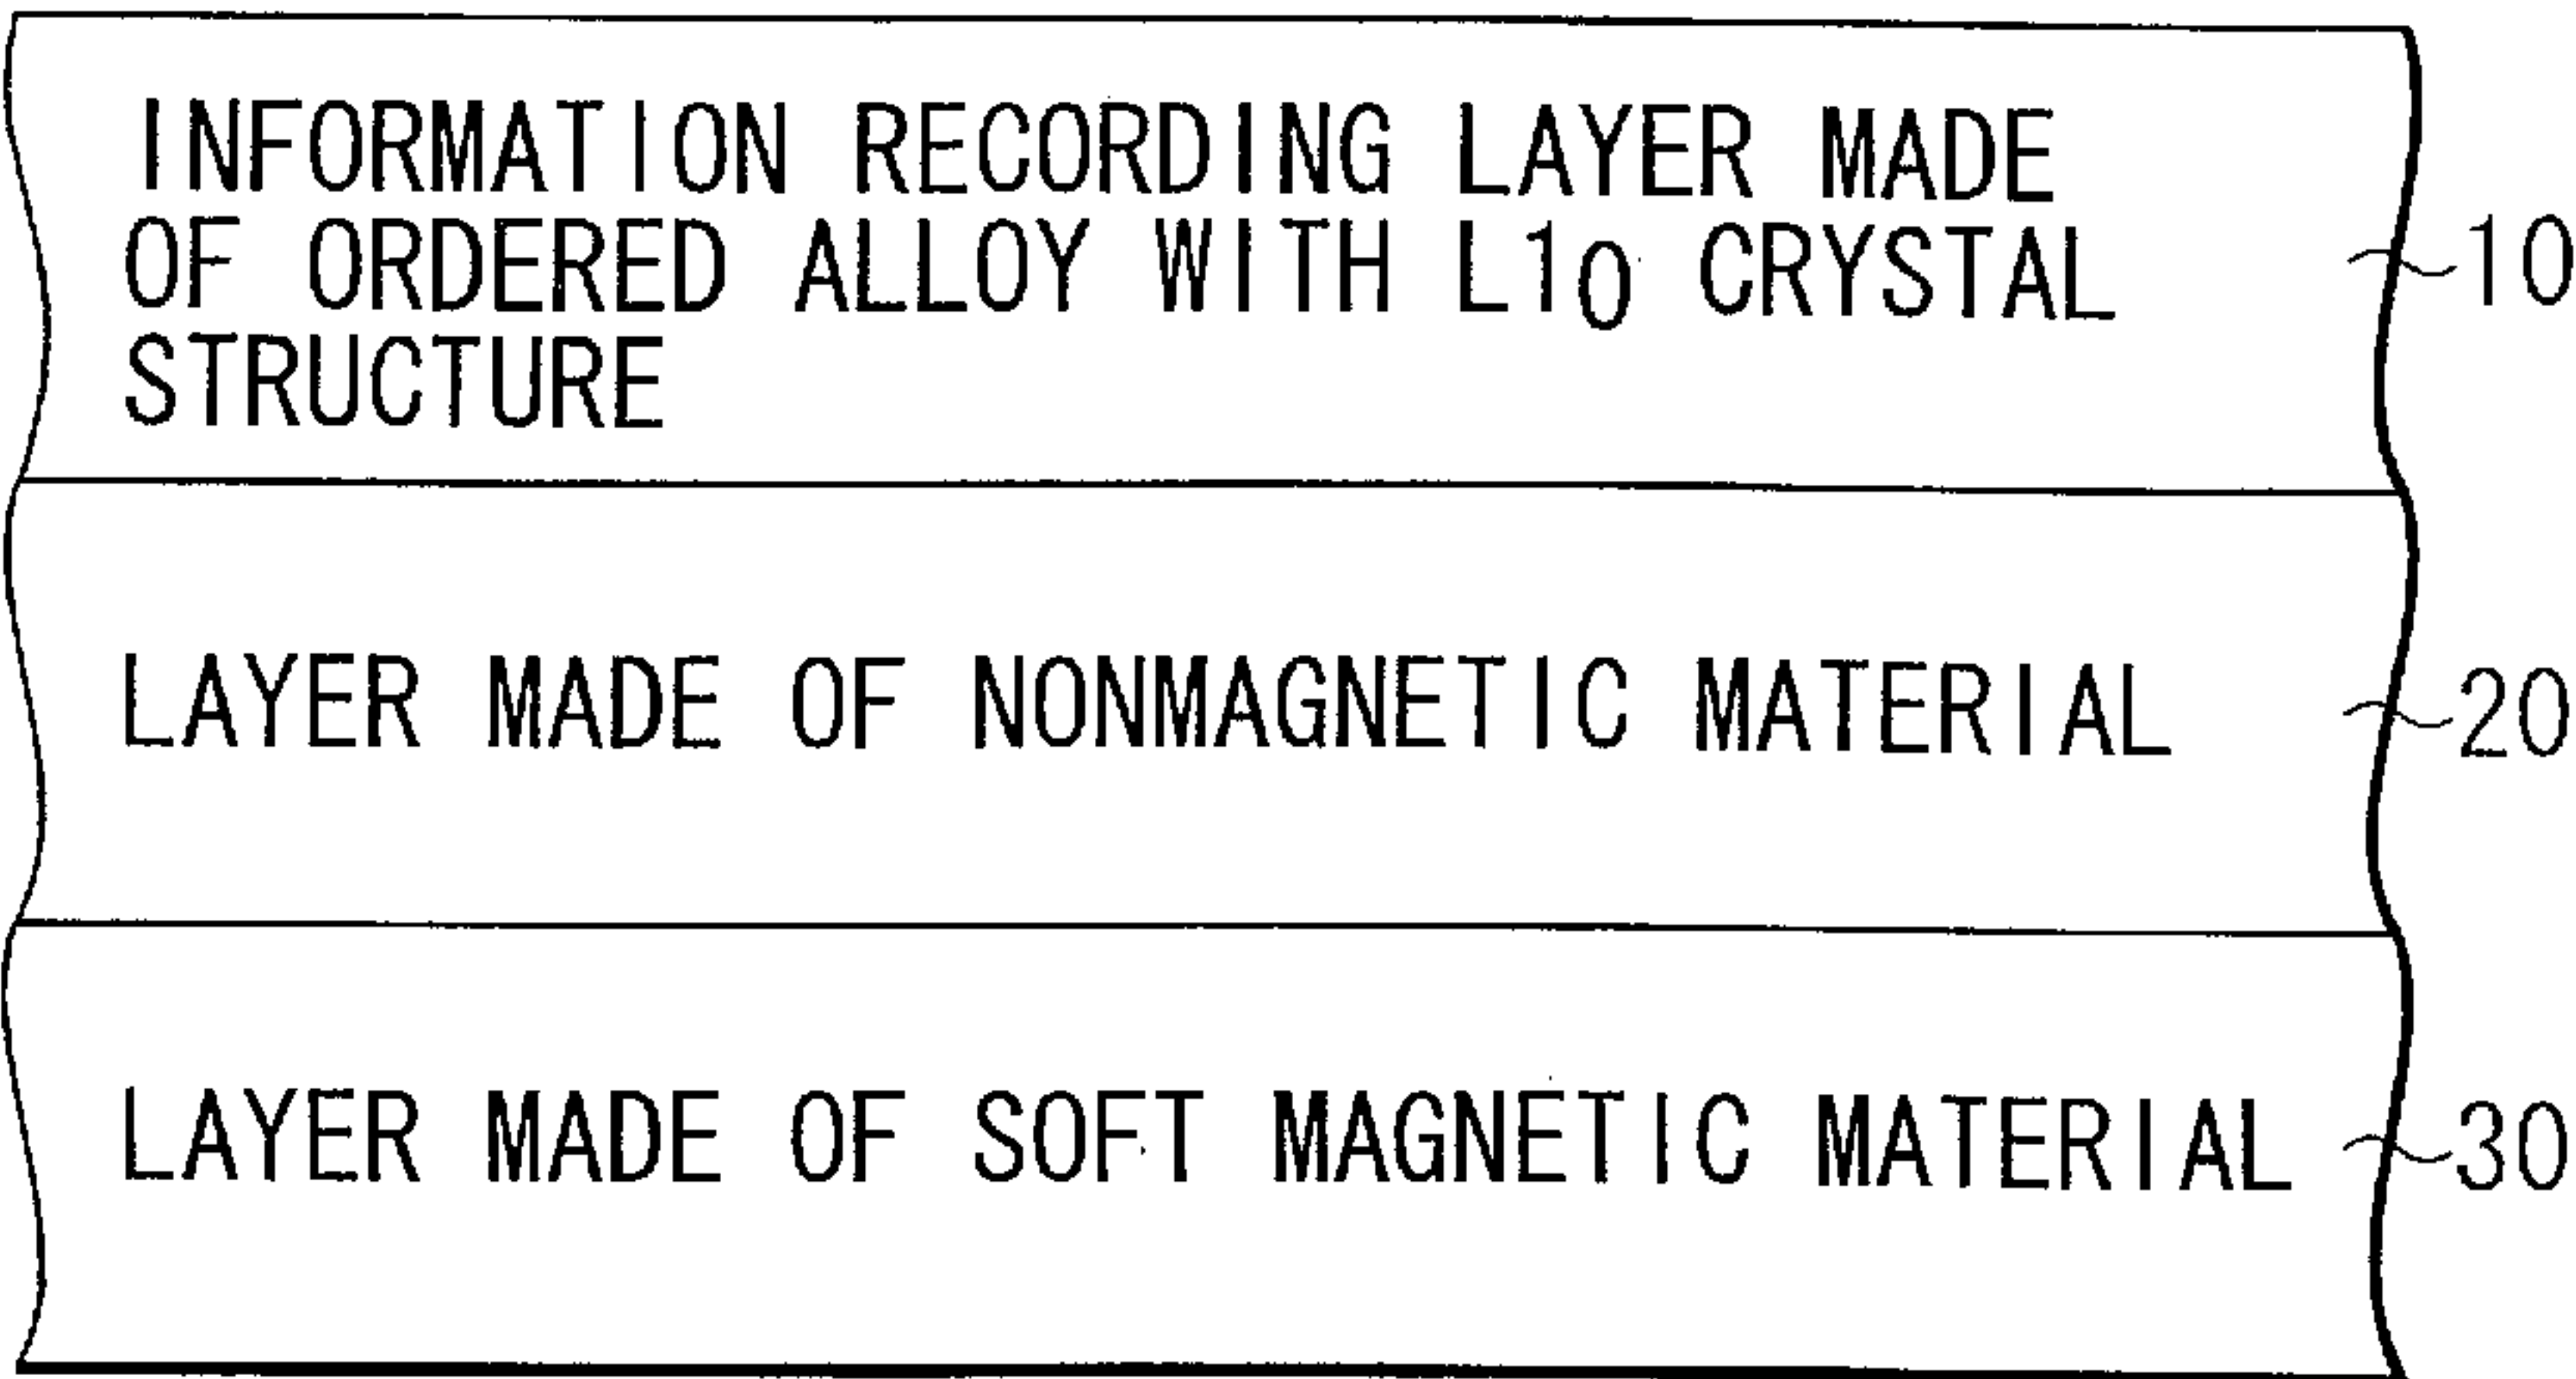 INFORMATION RECORDING LAYER MADE
OF ORDERED ALLOY WITH L1₀ CRYSTAL
STRUCTURE
10
LAYER MADE OF NONMAGNETIC MATERIAL
20
LAYER MADE OF SOFT MAGNETIC MATERIAL
30